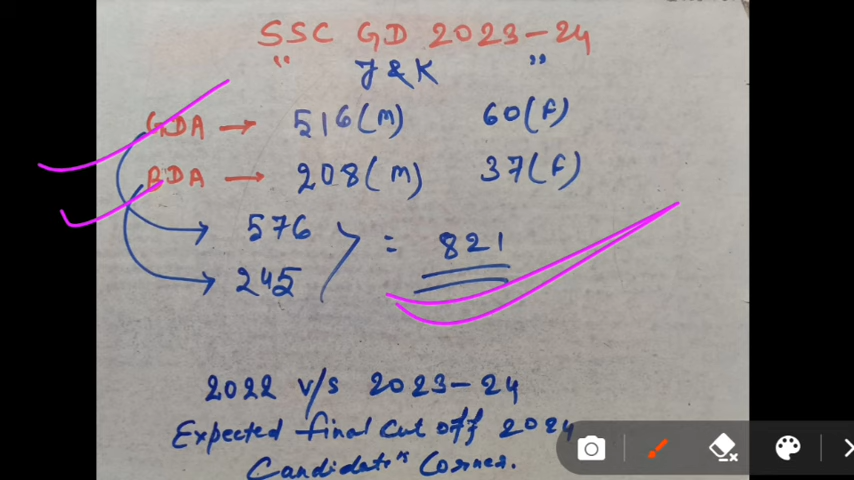 SSC GD 2023-24
" J & K "
GDA → 516(M) 60(F)
BDA → 208(M) 37(F)
576
= 821
245
2022 v/s 2023-24
Expected final Cut off 2024
Candidate's Corner.